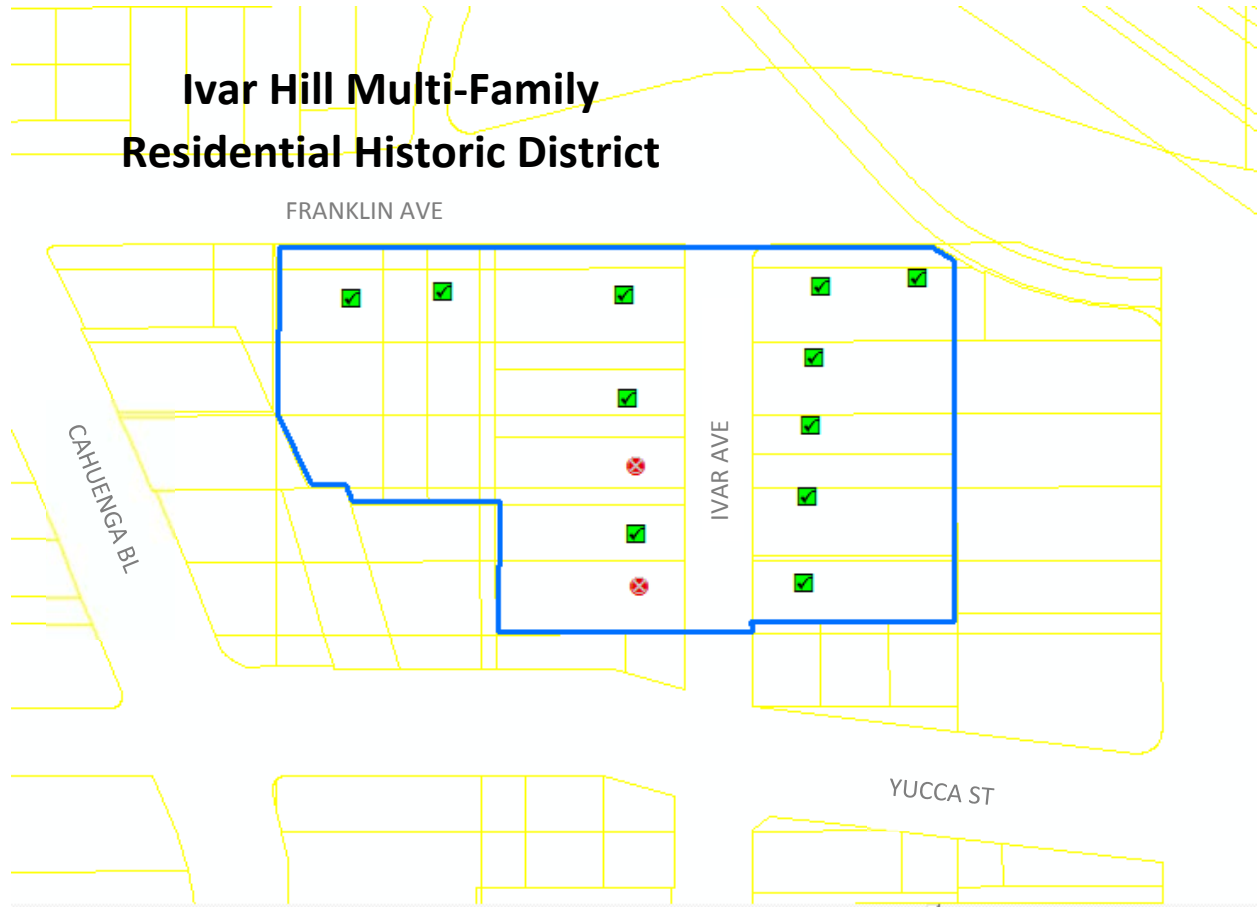 Ivar Hill Multi-Family
Residential Historic District
FRANKLIN AVE
CAHUENGA BL
IVAR AVE
YUCCA ST